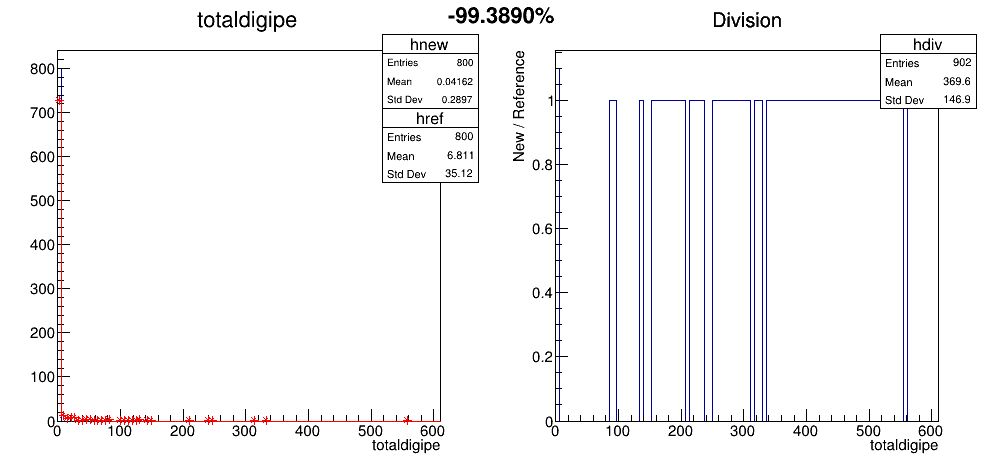 totaldigipe
-99.3890%
Division
hnew
Entries 800
Mean 0.04162
Std Dev 0.2897
href
Entries 800
Mean 6.811
Std Dev 35.12
800
700
600
500
400
300
200
100
0
0 100 200 300 400 500 600
totaldigipe
hdiv
Entries 902
Mean 369.6
Std Dev 146.9
New / Reference
1
0.8
0.6
0.4
0.2
0
0 100 200 300 400 500 600
totaldigipe